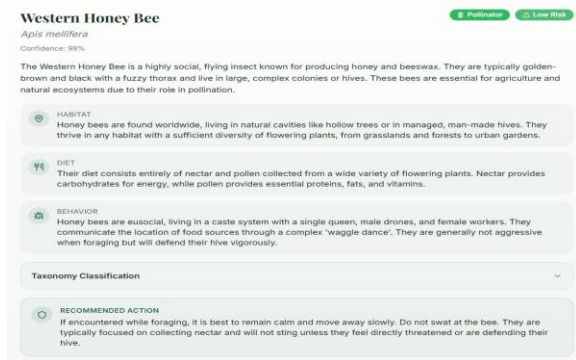 Western Honey Bee
Pollinator
Low Risk
Apis mellifera
Confidence: 98%
The Western Honey Bee is a highly social, flying insect known for producing honey and beeswax. They are typically golden-
brown and black with a fuzzy thorax and live in large, complex colonies or hives. These bees are essential for agriculture and
natural ecosystems due to their role in pollination.
HABITAT
Honey bees are found worldwide, living in natural cavities like hollow trees or in managed, man-made hives. They
thrive in any habitat with a sufficient diversity of flowering plants, from grasslands and forests to urban gardens.
DIET
Their diet consists entirely of nectar and pollen collected from a wide variety of flowering plants. Nectar provides
carbohydrates for energy, while pollen provides essential proteins, fats, and vitamins.
BEHAVIOR
Honey bees are eusocial, living in a caste system with a single queen, male drones, and female workers. They
communicate the location of food sources through a complex 'waggle dance'. They are generally not aggressive
when foraging but will defend their hive vigorously.
Taxonomy Classification
RECOMMENDED ACTION
If encountered while foraging, it is best to remain calm and move away slowly. Do not swat at the bee. They are
typically focused on collecting nectar and will not sting unless they feel directly threatened or are defending their
hive.